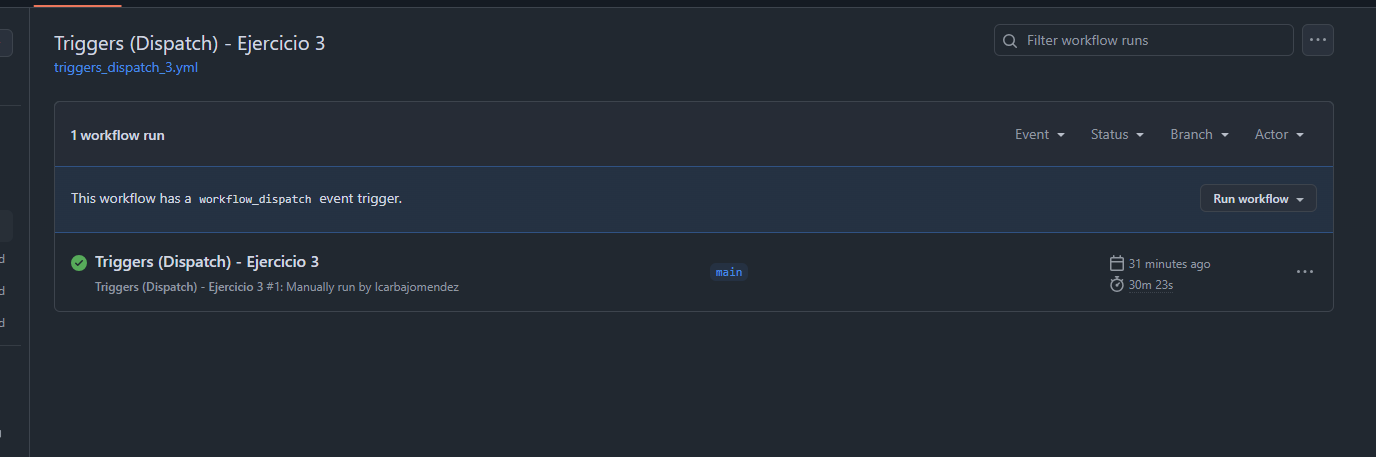 Triggers (Dispatch) - Ejercicio 3
Filter workflow runs
triggers_dispatch_3.yml
1 workflow run
Event
Status
Branch
Actor
This workflow has a workflow_dispatch event trigger.
Run workflow
Triggers (Dispatch) - Ejercicio 3
main
31 minutes ago
Triggers (Dispatch) - Ejercicio 3 #1: Manually run by lcarbajomendez
30m 23s
d
d
d